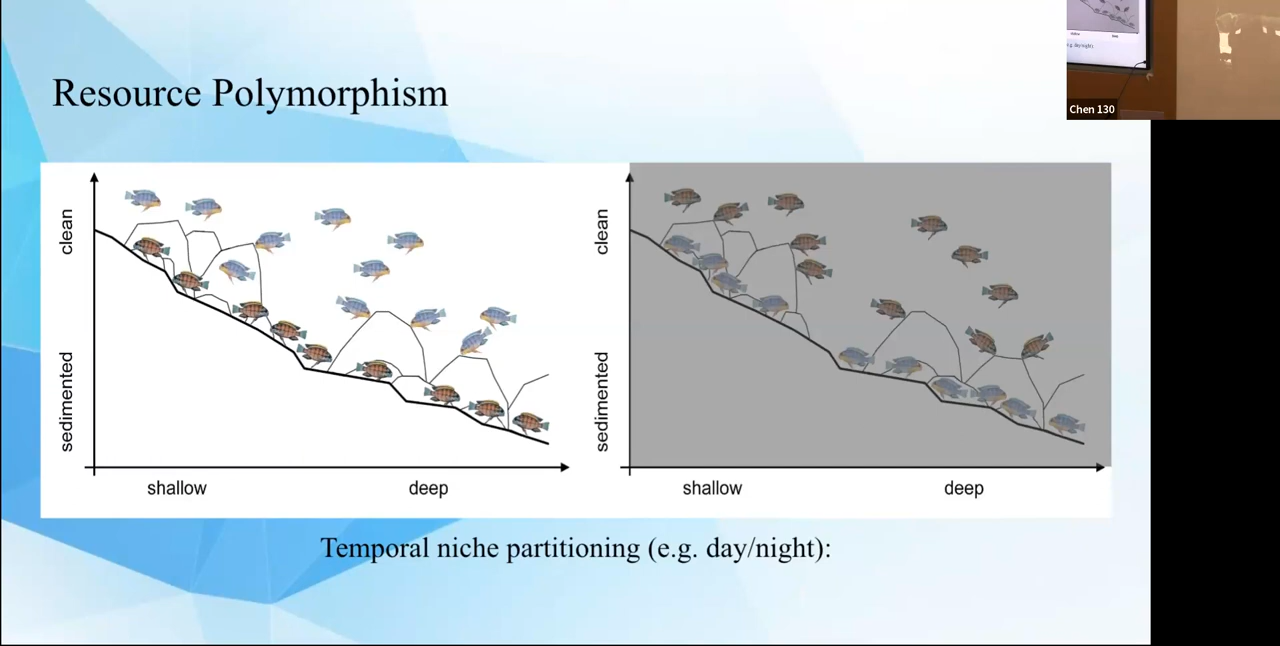 Resource Polymorphism
Chen 130
clean
sedimented
shallow
deep
clean
sedimented
shallow
deep
Temporal niche partitioning (e.g. day/night):